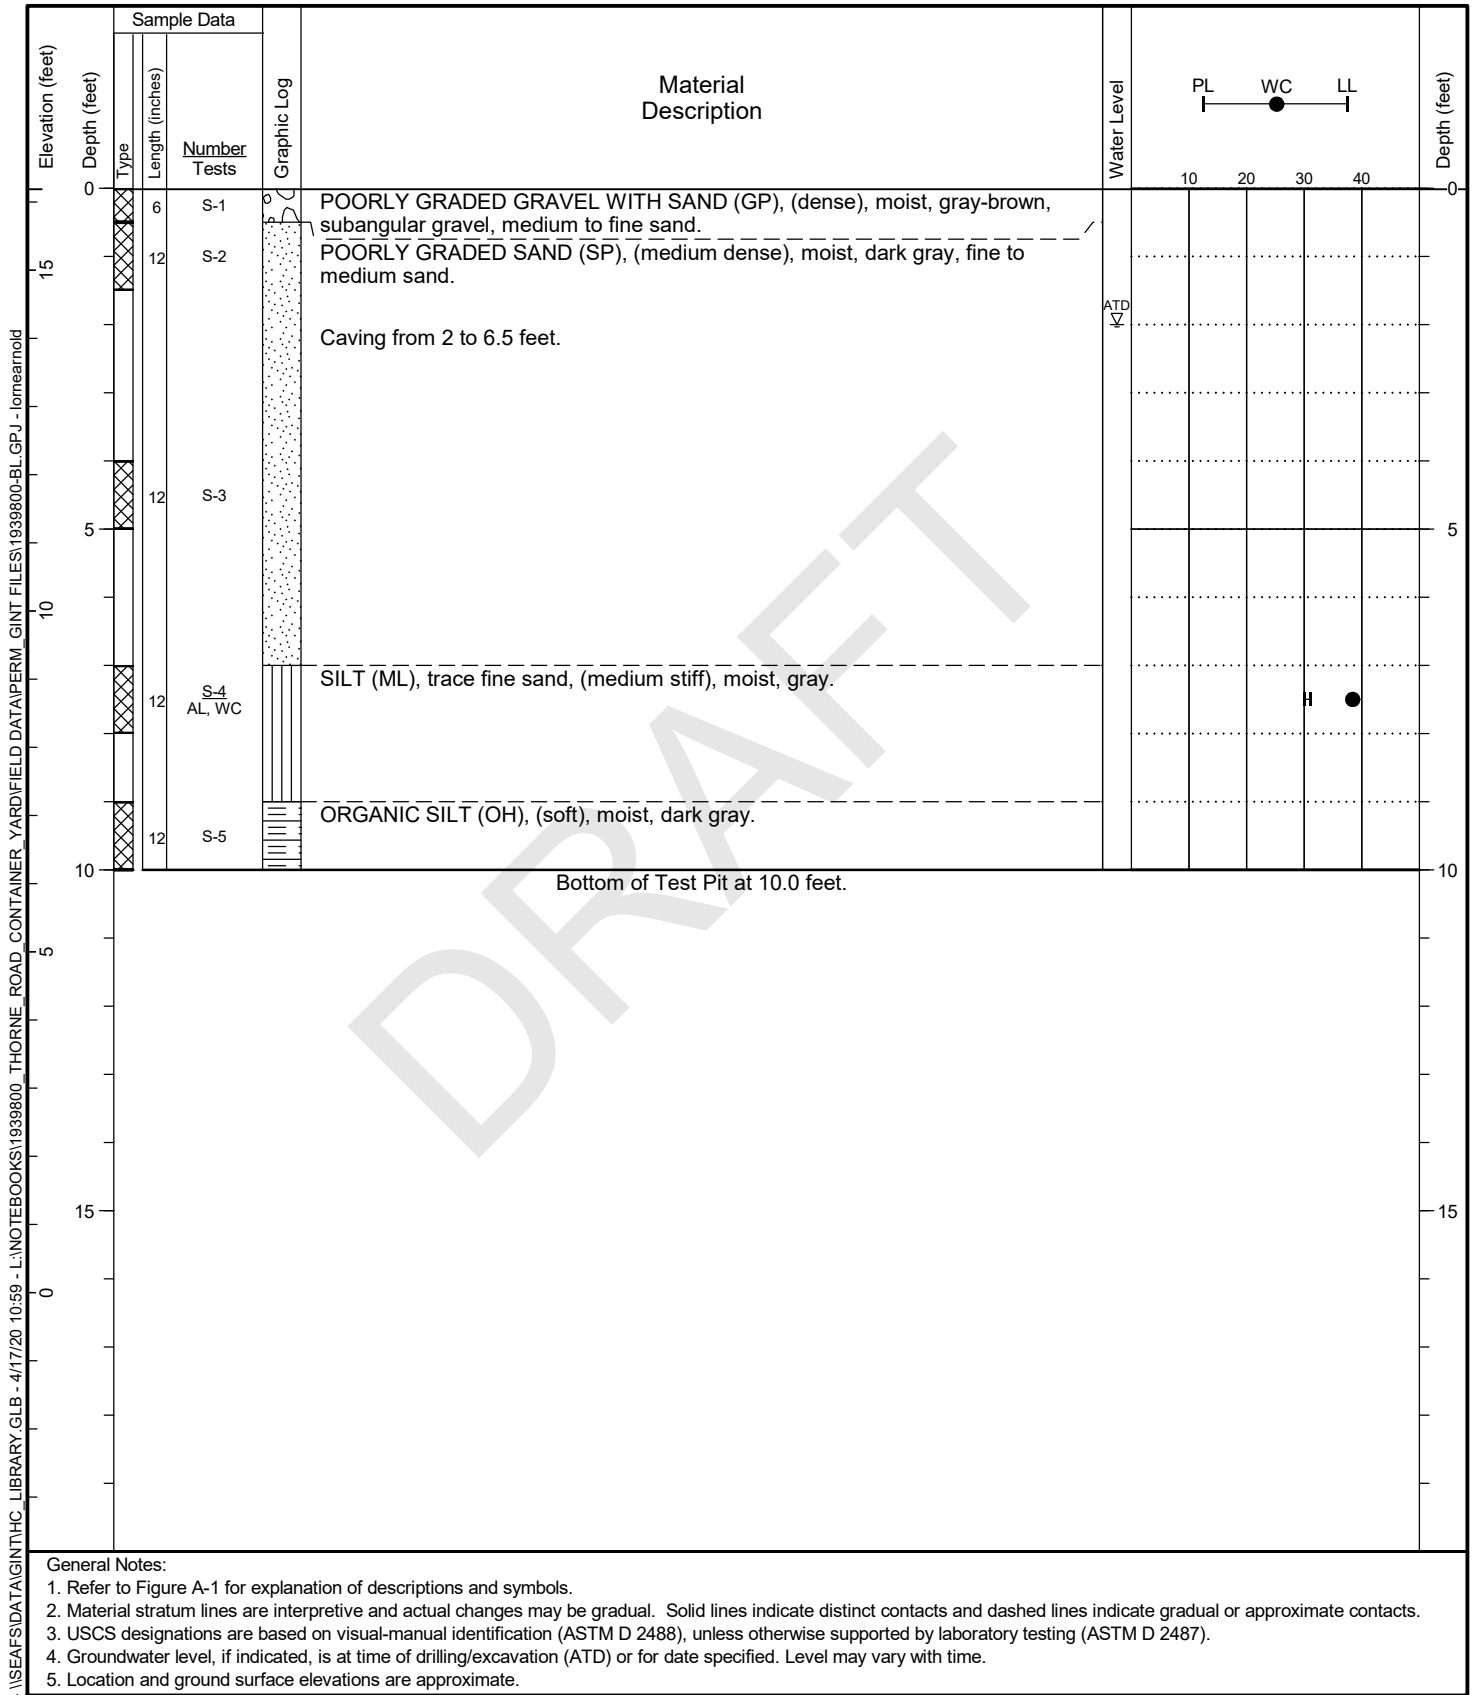 Sample Data
Elevation (feet)
Depth (feet)
Type
Length (inches)
Number
Tests
Graphic Log
Material
Description
Water Level
PL WC LL
Depth (feet)
10 20 30 40
0
0
6
S-1
POORLY GRADED GRAVEL WITH SAND (GP), (dense), moist, gray-brown,
subangular gravel, medium to fine sand.
15
12
S-2
POORLY GRADED SAND (SP), (medium dense), moist, dark gray, fine to
medium sand.
ATD
Caving from 2 to 6.5 feet.
12
S-3
5
5
10
SILT (ML), trace fine sand, (medium stiff), moist, gray.
12
S-4
AL, WC
ORGANIC SILT (OH), (soft), moist, dark gray.
12
S-5
10
10
Bottom of Test Pit at 10.0 feet.
5
15
15
0
DRAFT
General Notes:
1. Refer to Figure A-1 for explanation of descriptions and symbols.
2. Material stratum lines are interpretive and actual changes may be gradual. Solid lines indicate distinct contacts and dashed lines indicate gradual or approximate contacts.
3. USCS designations are based on visual-manual identification (ASTM D 2488), unless otherwise supported by laboratory testing (ASTM D 2487).
4. Groundwater level, if indicated, is at time of drilling/excavation (ATD) or for date specified. Level may vary with time.
5. Location and ground surface elevations are approximate.
\\SEAFS\DATA\GINT\HC_LIBRARY.GLB - 4/17/20 10:59 - L:\NOTEBOOKS\1939800_THORNE_ROAD_CONTAINER_YARD\FIELD DATA\PERM_GINT FILES\1939800-BL.GPJ - lornearnold